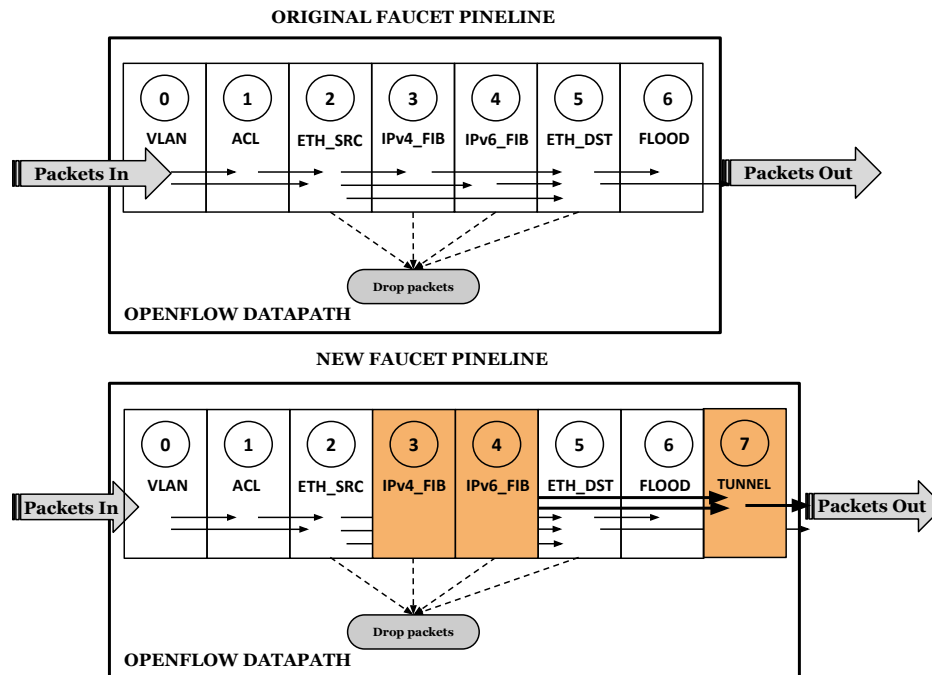 ORIGINAL FAUCET PINELINE
0 1 2 3 4 5 6
VLAN ACL ETH_SRC IPv4_FIB IPv6_FIB ETH_DST FLOOD
Packets In
Packets Out
Drop packets
OPENFLOW DATAPATH
NEW FAUCET PINELINE
0 1 2 3 4 5 6 7
VLAN ACL ETH_SRC IPv4_FIB IPv6_FIB ETH_DST FLOOD TUNNEL
Packets In
Packets Out
Drop packets
OPENFLOW DATAPATH